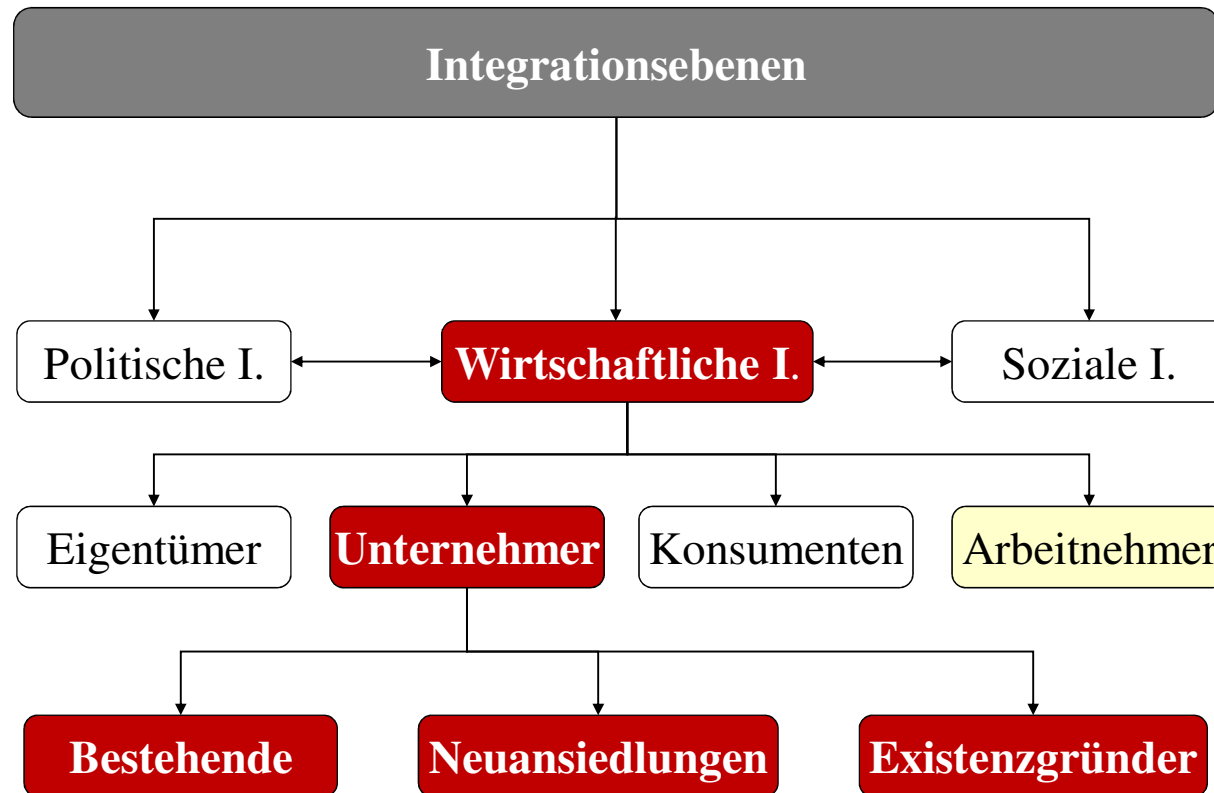 Integrationsebenen
Politische I.
Wirtschaftliche I.
Soziale I.
Eigentümer
Unternehmer
Konsumenten
Arbeitnehmer
Bestehende
Neuansiedlungen
Existenzgründer